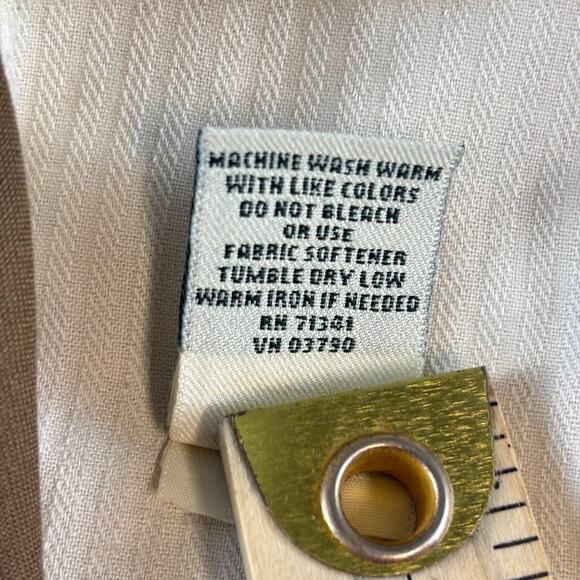 MACHINE WASH WARM
WITH LIKE COLORS
DO NOT BLEACH
OR USE
FABRIC SOFTENER
TUMBLE DRY LOW
WARM IRON IF NEEDED
RN 71341
VN 03790